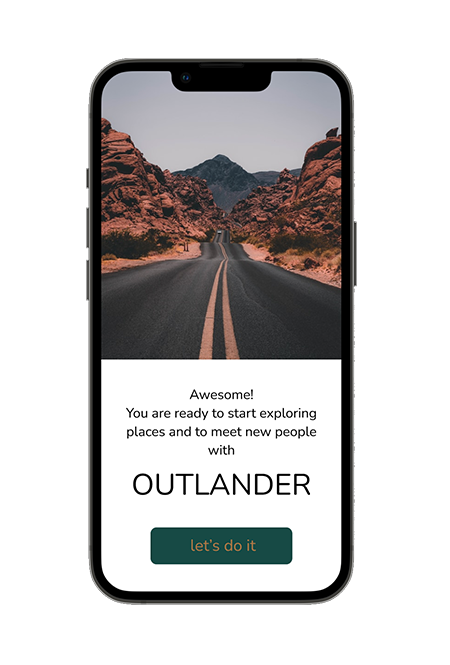 Awesome!
You are ready to start exploring
places and to meet new people
with
OUTLANDER
let's do it